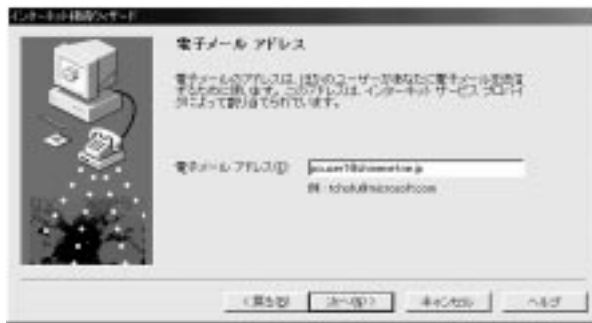 インターネット接続ウィザード
電子メール アドレス
電子メールのアドレスは、ほかのユーザーがあなたに電子メールを送信
するために使います。このアドレスは、インターネット サービス プロバイ
ダによって割り当てられています。
電子メール アドレス(E):
例 : toholu@microsoft.com
< 戻る(B)
次へ(N) >
キャンセル
ヘルプ